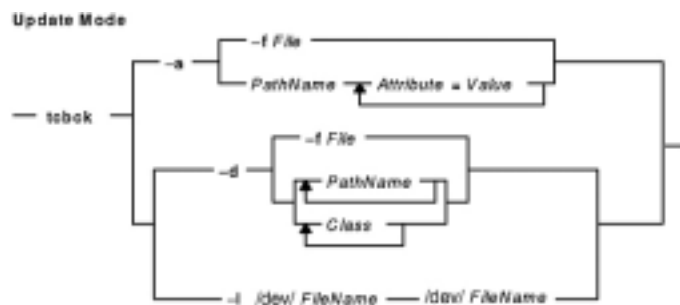 Update Mode
-f File
-a
PathName Attribute = Value
tcbck
-f File
-d
PathName
Class
-l /dev/ FileName /dev/ FileName